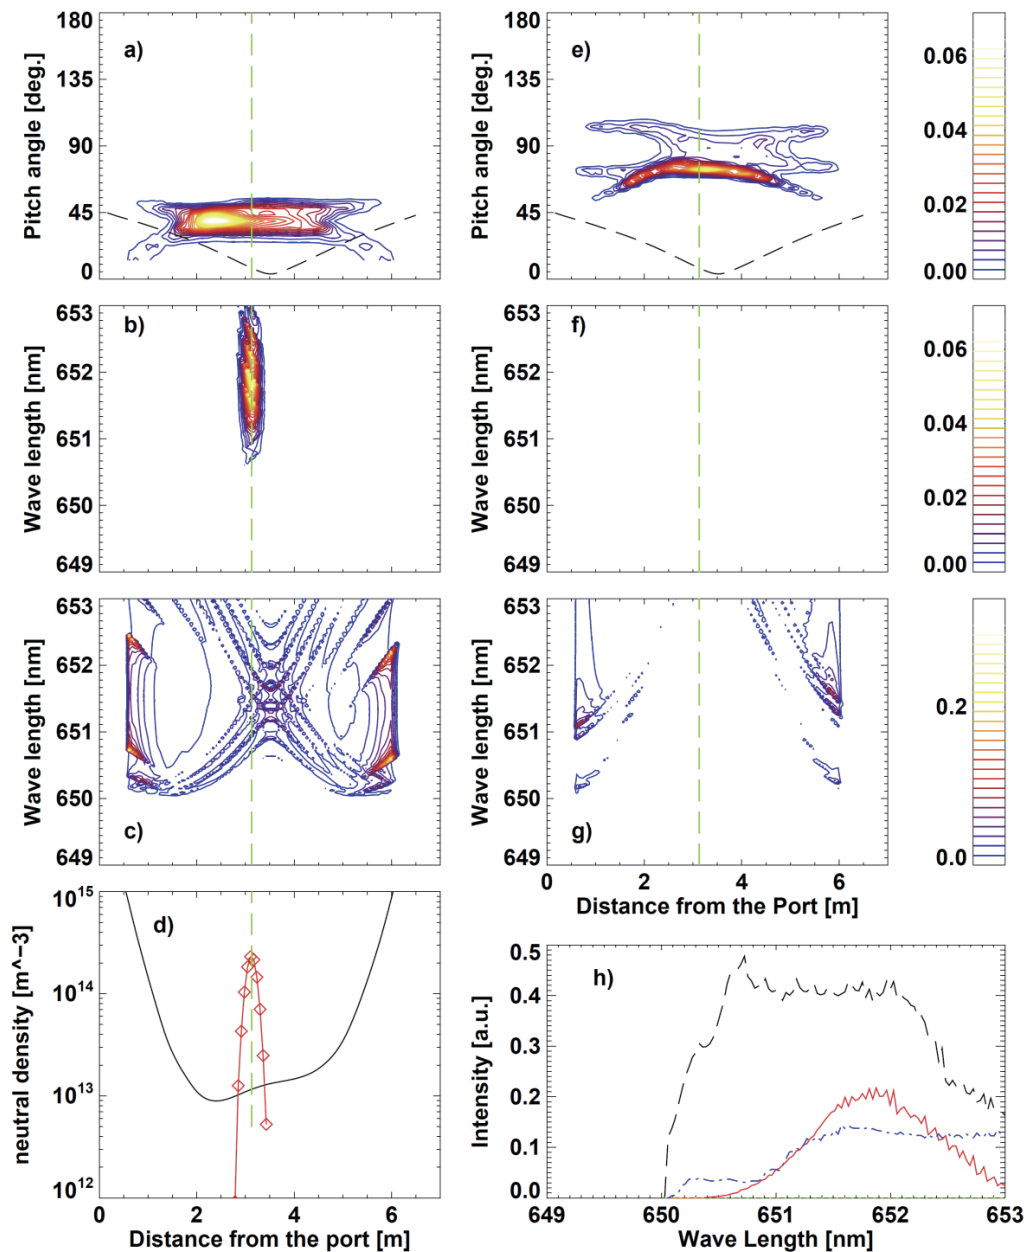 a)
Pitch angle [deg.]
180
135
90
45
0
e)
Pitch angle [deg.]
180
135
90
45
0
0.06
0.04
0.02
0.00
b)
Wave length [nm]
653
652
651
650
649
f)
Wave length [nm]
653
652
651
650
649
0.06
0.04
0.02
0.00
c)
Wave length [nm]
653
652
651
650
649
g)
Wave length [nm]
653
652
651
650
649
0 2 4 6
Distance from the Port [m]
0.2
0.0
d)
neutral density [m^−3]
10^15
10^14
10^13
10^12
0 2 4 6
Distance from the port [m]
h)
Intensity [a.u.]
0.5
0.4
0.3
0.2
0.1
0.0
649 650 651 652 653
Wave Length [nm]